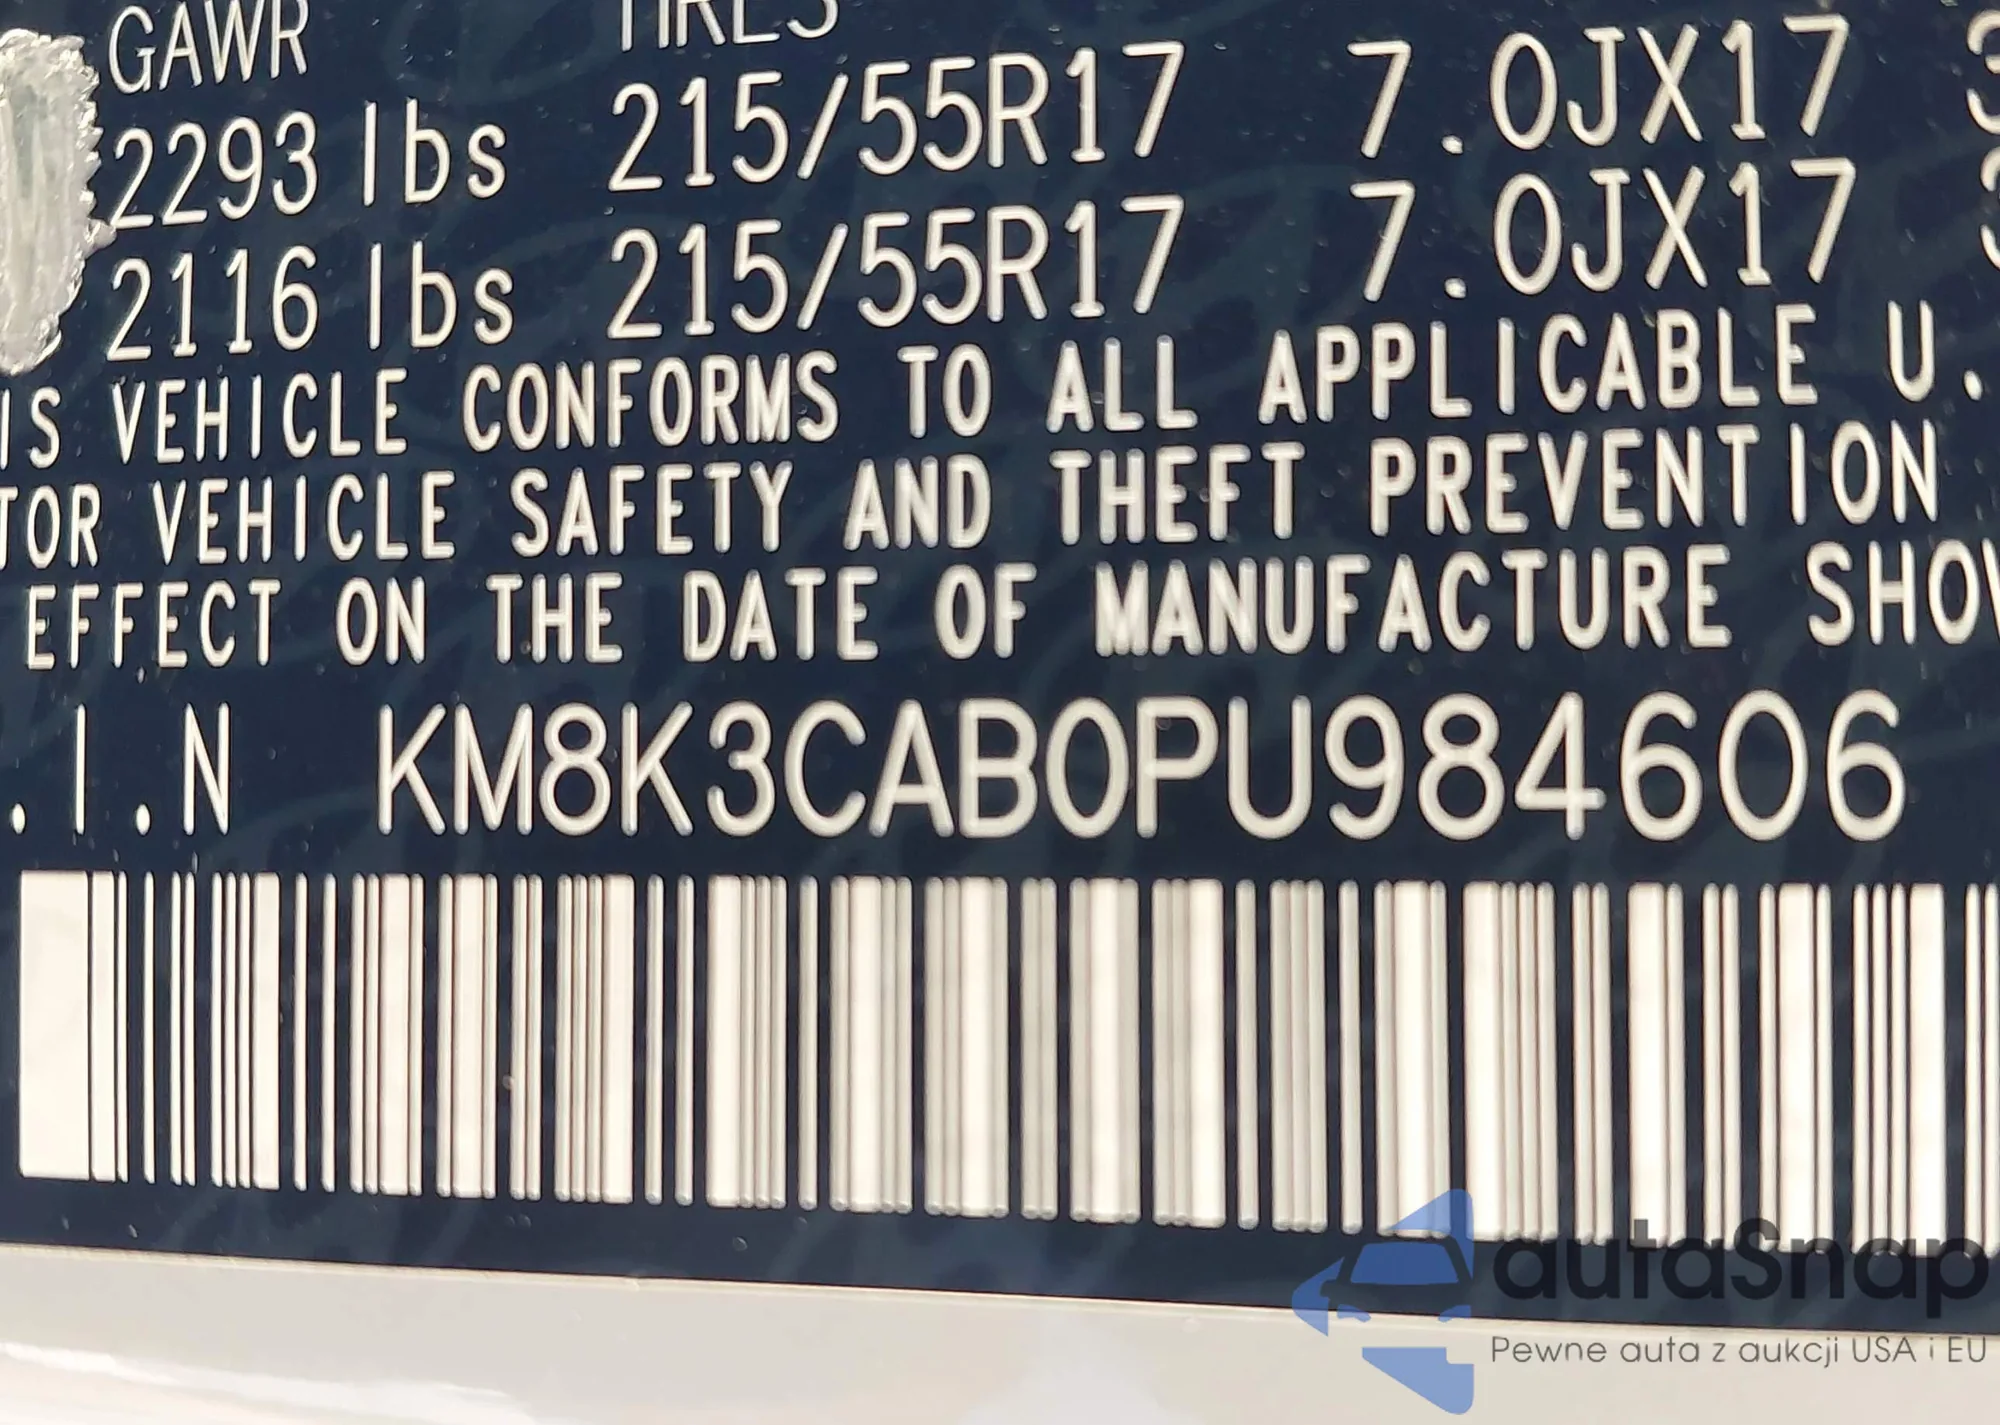 GAWR TIRES
2293 lbs 215/55R17 7.0JX17
2116 lbs 215/55R17 7.0JX17
IS VEHICLE CONFORMS TO ALL APPLICABLE U.
TOR VEHICLE SAFETY AND THEFT PREVENTION
EFFECT ON THE DATE OF MANUFACTURE SHOW
.I.N KM8K3CAB0PU984606
autaSnap
Pewne auta z aukcji USA i EU